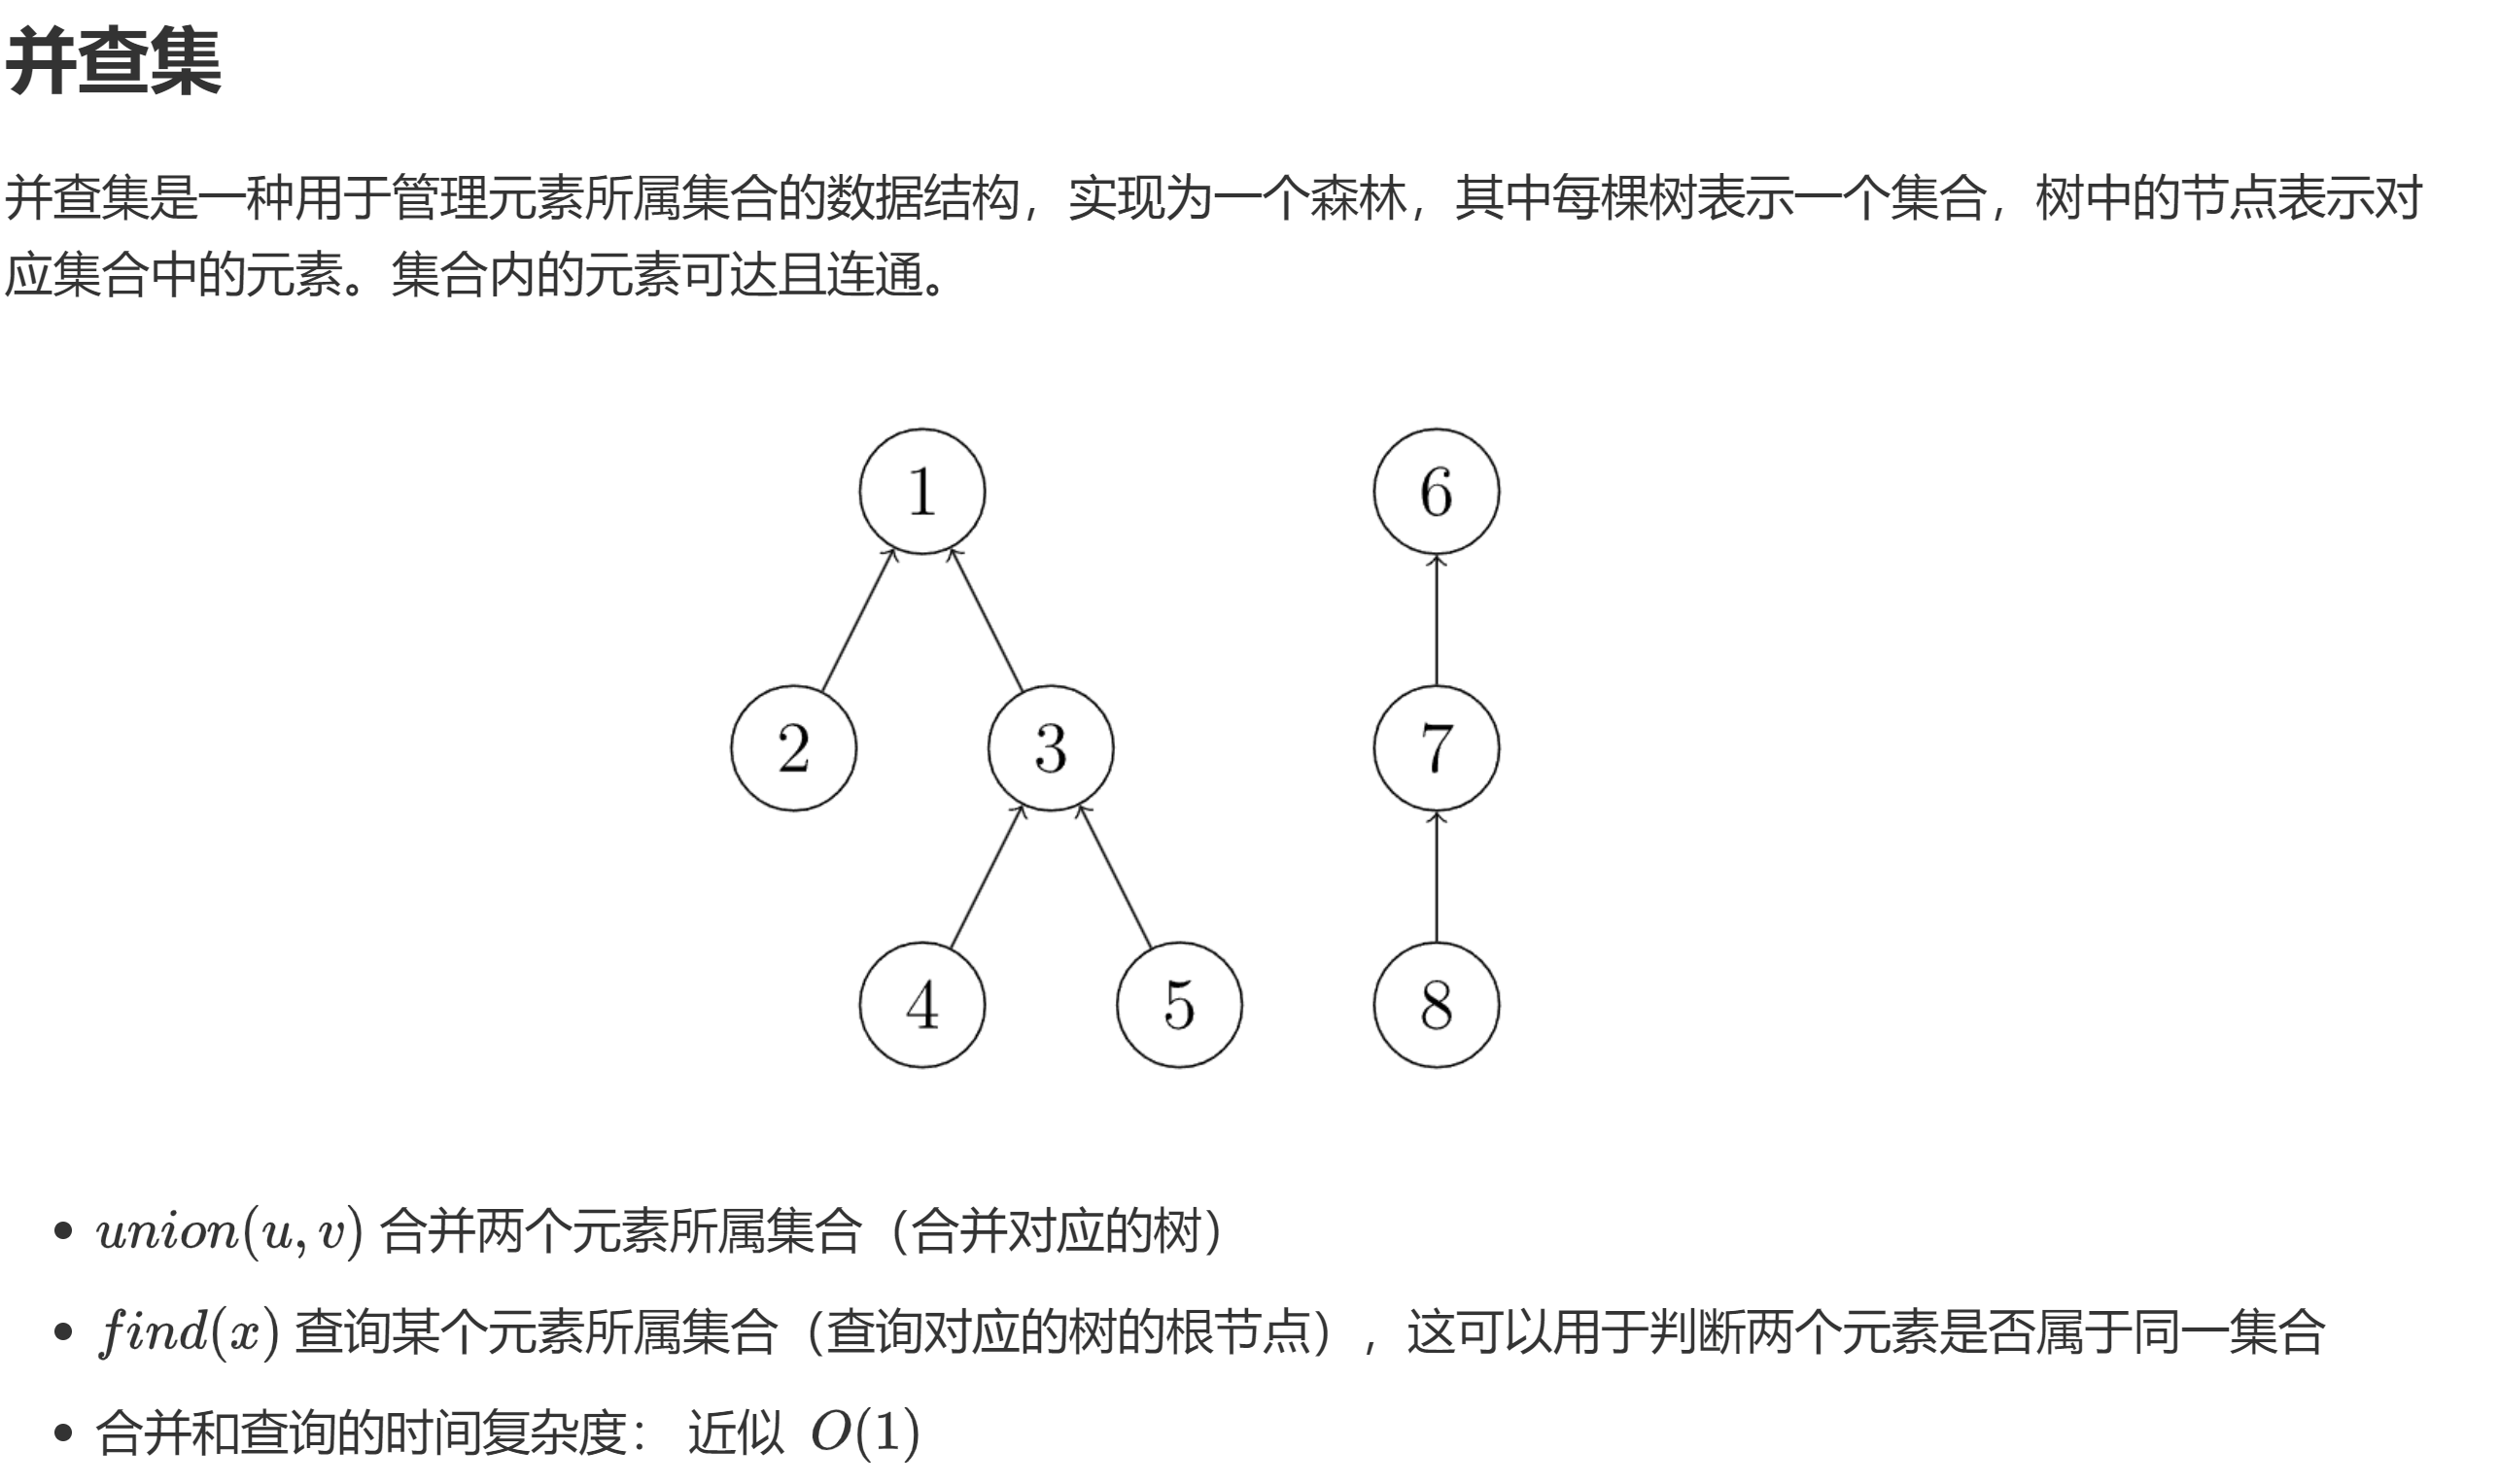 并查集
并查集是一种用于管理元素所属集合的数据结构，实现为一个森林，其中每棵树表示一个集合，树中的节点表示对
应集合中的元素。集合内的元素可达且连通。
1 6
2 3 7
4 5 8
• union(u, v) 合并两个元素所属集合（合并对应的树）
• find(x) 查询某个元素所属集合（查询对应的树的根节点），这可以用于判断两个元素是否属于同一集合
• 合并和查询的时间复杂度： 近似 O(1)